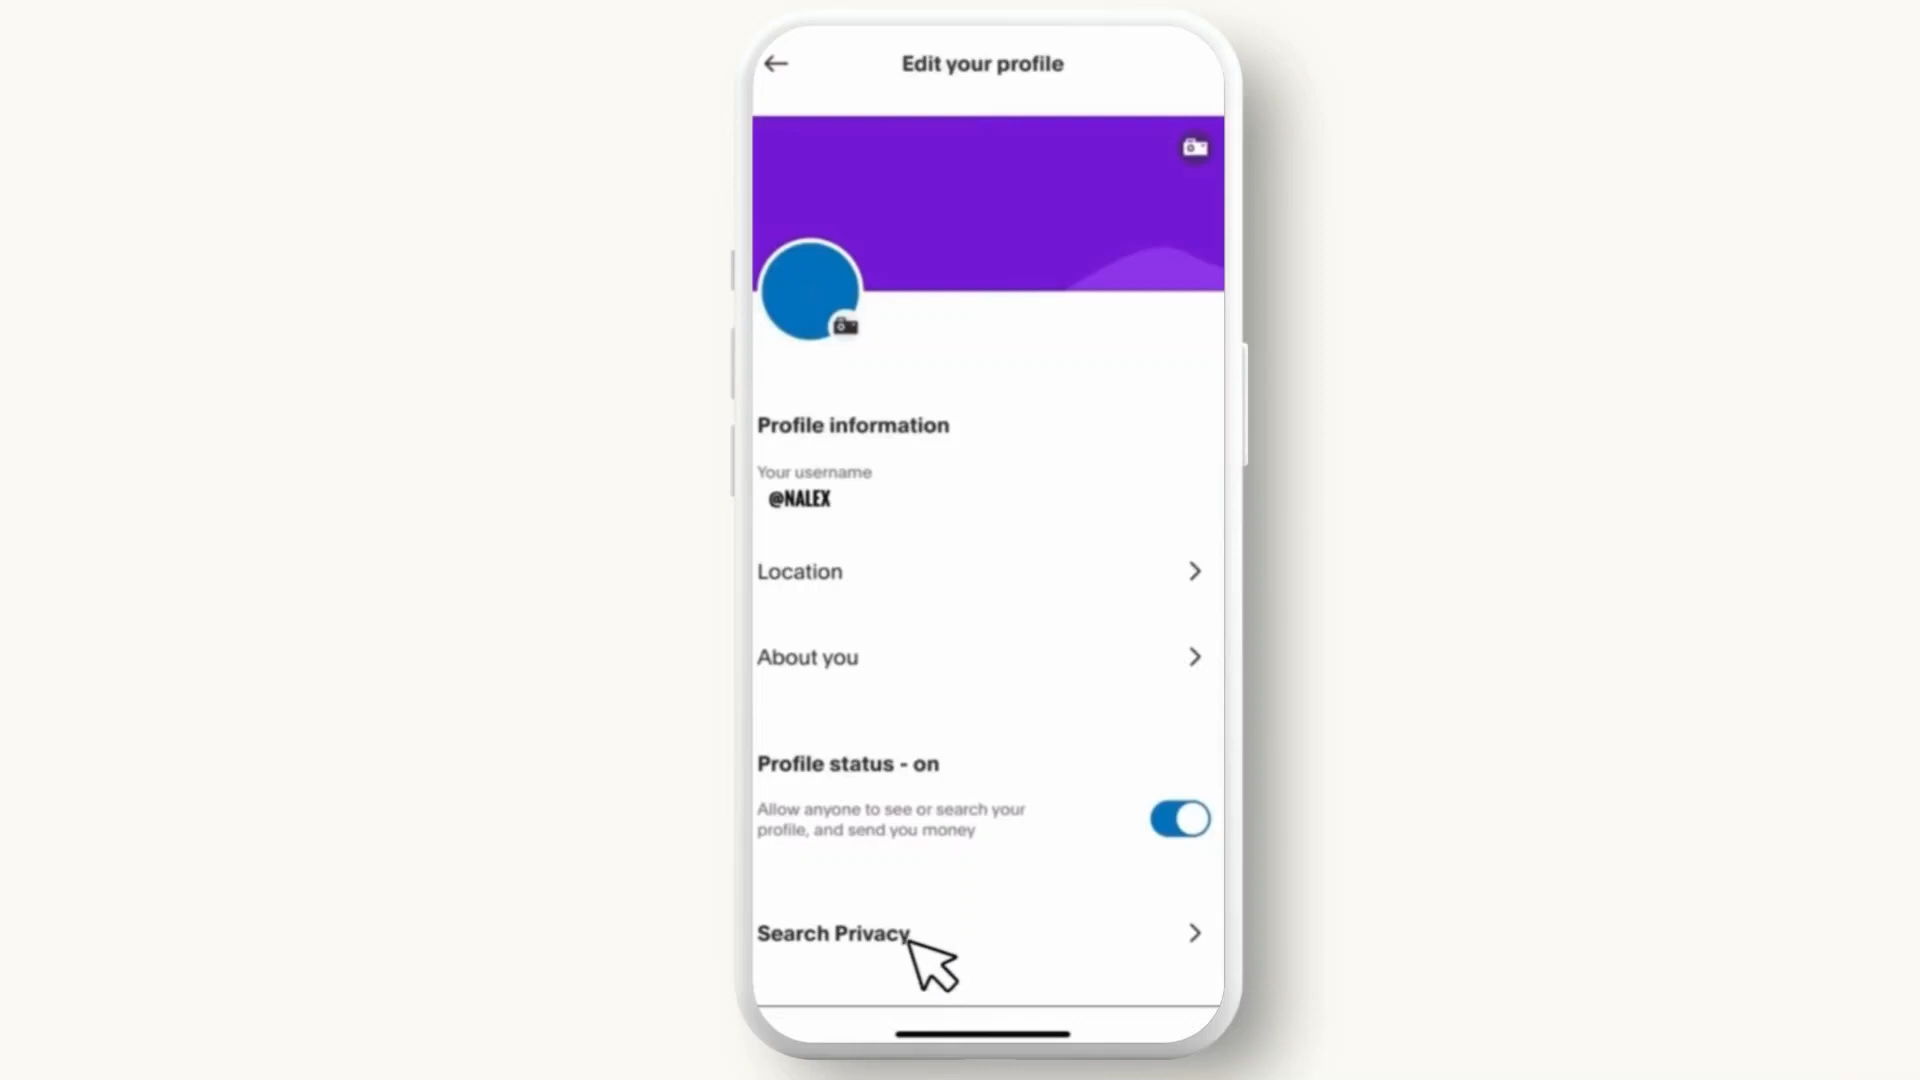 Edit your profile
Profile information
Your username
@NALEX
Location
About you
Profile status - on
Allow anyone to see or search your
profile, and send you money
Search Privacy